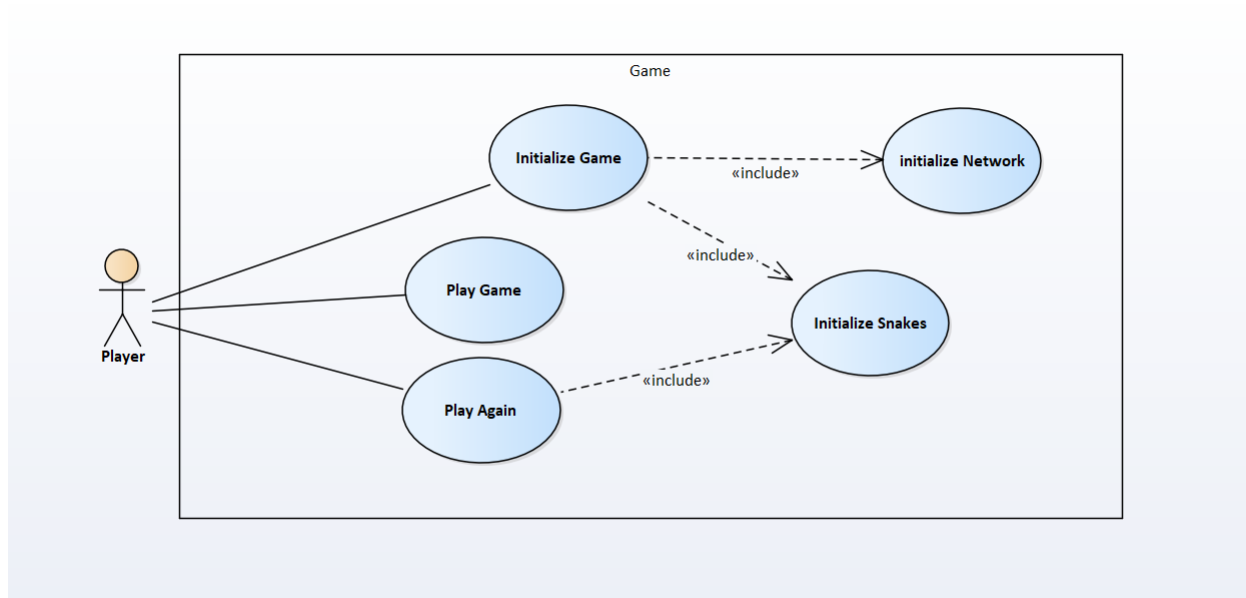 Game
Initialize Game
initialize Network
«include»
«include»
Play Game
Initialize Snakes
Player
«include»
Play Again